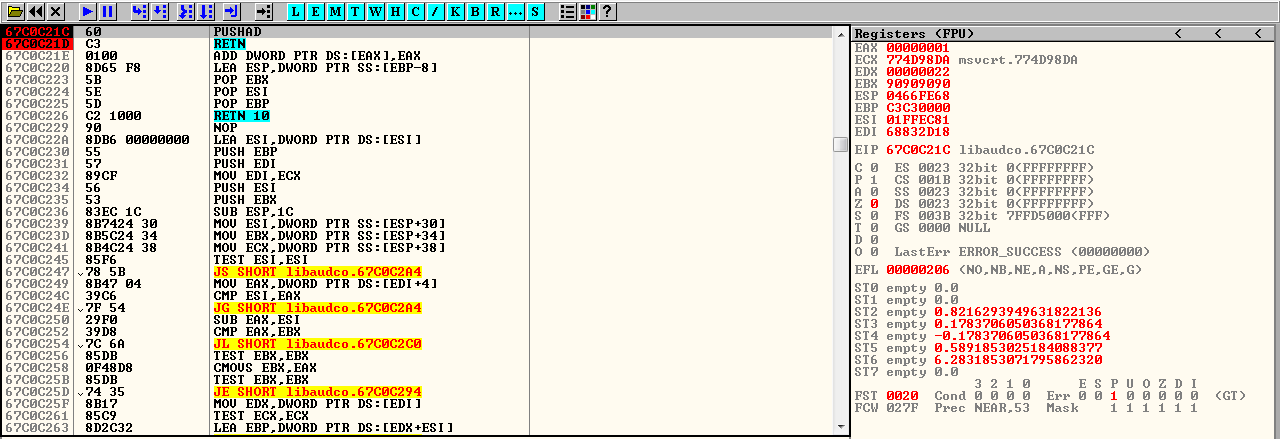 L E M T W H C / K B R ... S ?
67C0C21C 60 PUSHAD
67C0C21D C3 RETN
67C0C21E 0100 ADD DWORD PTR DS:[EAX],EAX
67C0C220 8D65 F8 LEA ESP,DWORD PTR SS:[EBP-8]
67C0C223 5B POP EBX
67C0C224 5E POP ESI
67C0C225 5D POP EBP
67C0C226 C2 1000 RETN 10
67C0C229 90 NOP
67C0C22A 8DB6 00000000 LEA ESI,DWORD PTR DS:[ESI]
67C0C230 55 PUSH EBP
67C0C231 57 PUSH EDI
67C0C232 89CF MOV EDI,ECX
67C0C234 56 PUSH ESI
67C0C235 53 PUSH EBX
67C0C236 83EC 1C SUB ESP,1C
67C0C239 8B7424 30 MOV ESI,DWORD PTR SS:[ESP+30]
67C0C23D 8B5C24 34 MOV EBX,DWORD PTR SS:[ESP+34]
67C0C241 8B4C24 38 MOV ECX,DWORD PTR SS:[ESP+38]
67C0C245 85F6 TEST ESI,ESI
67C0C247 78 5B JS SHORT libaudco.67C0C2A4
67C0C249 8B47 04 MOV EAX,DWORD PTR DS:[EDI+4]
67C0C24C 39C6 CMP ESI,EAX
67C0C24E 7F 54 JG SHORT libaudco.67C0C2A4
67C0C250 29F0 SUB EAX,ESI
67C0C252 39D8 CMP EAX,EBX
67C0C254 7C 6A JL SHORT libaudco.67C0C2C0
67C0C256 85DB TEST EBX,EBX
67C0C258 0F48D8 CMOVS EBX,EAX
67C0C25B 85DB TEST EBX,EBX
67C0C25D 74 35 JE SHORT libaudco.67C0C294
67C0C25F 8B17 MOV EDX,DWORD PTR DS:[EDI]
67C0C261 85C9 TEST ECX,ECX
67C0C263 8D2C32 LEA EBP,DWORD PTR DS:[EDX+ESI]
Registers (FPU) < < <
EAX 00000001
ECX 774D98DA msvcrt.774D98DA
EDX 00000022
EBX 90909090
ESP 0466FE68
EBP C3C30000
ESI 01FFEC81
EDI 68832D18
EIP 67C0C21C libaudco.67C0C21C
C 0 ES 0023 32bit 0(FFFFFFFF)
P 1 CS 001B 32bit 0(FFFFFFFF)
A 0 SS 0023 32bit 0(FFFFFFFF)
Z 0 DS 0023 32bit 0(FFFFFFFF)
S 0 FS 003B 32bit 7FFD5000(FFF)
T 0 GS 0000 NULL
D 0
O 0 LastErr ERROR_SUCCESS (00000000)
EFL 00000206 (NO,NB,NE,A,NS,PE,GE,G)
ST0 empty 0.0
ST1 empty 0.0
ST2 empty 0.8216293949631822136
ST3 empty 0.1783706050368177864
ST4 empty -0.1783706050368177864
ST5 empty 0.5891853025184088377
ST6 empty 6.2831853071795862320
ST7 empty 0.0
3 2 1 0 E S P U O Z D I
FST 0020 Cond 0 0 0 0 Err 0 0 1 0 0 0 0 0 (GT)
FCW 027F Prec NEAR,53 Mask 1 1 1 1 1 1